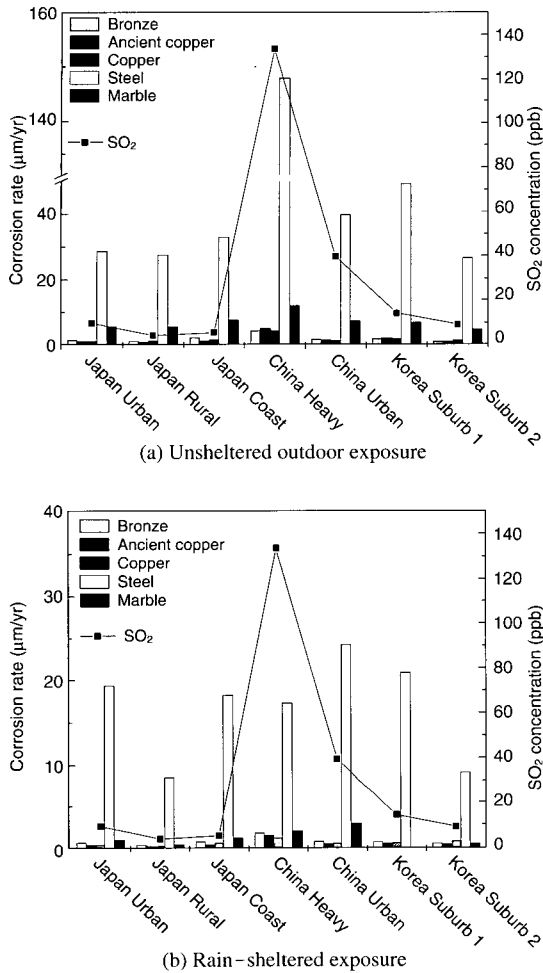 160
140
40
20
0
Corrosion rate (μm/yr)
Bronze
Ancient copper
Copper
Steel
Marble
SO₂
140
120
100
80
60
40
20
0
SO₂ concentration (ppb)
Japan Urban
Japan Rural
Japan Coast
China Heavy
China Urban
Korea Suburb 1
Korea Suburb 2
(a) Unsheltered outdoor exposure
40
30
20
10
0
Corrosion rate (μm/yr)
Bronze
Ancient copper
Copper
Steel
Marble
SO₂
140
120
100
80
60
40
20
0
SO₂ concentration (ppb)
Japan Urban
Japan Rural
Japan Coast
China Heavy
China Urban
Korea Suburb 1
Korea Suburb 2
(b) Rain-sheltered exposure